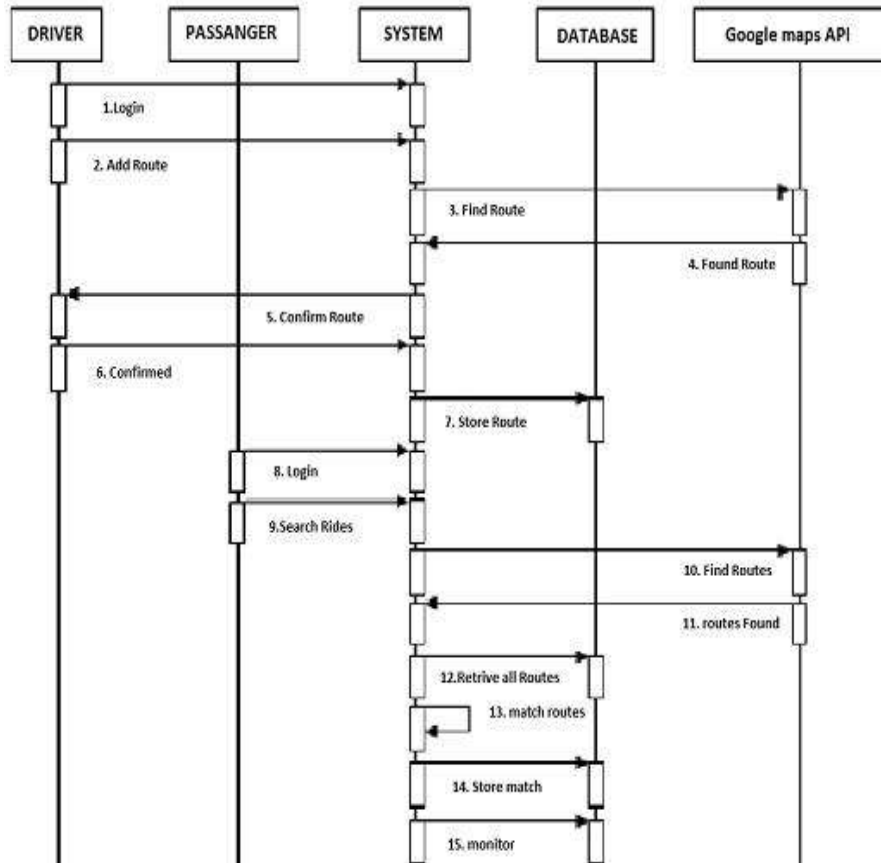 DRIVER
PASSANGER
SYSTEM
DATABASE
Google maps API
1.Login
2. Add Route
3. Find Route
4. Found Route
5. Confirm Route
6. Confirmed
7. Store Route
8. Login
9.Search Rides
10. Find Routes
11. routes Found
12.Retrive all Routes
13. match routes
14. Store match
15. monitor